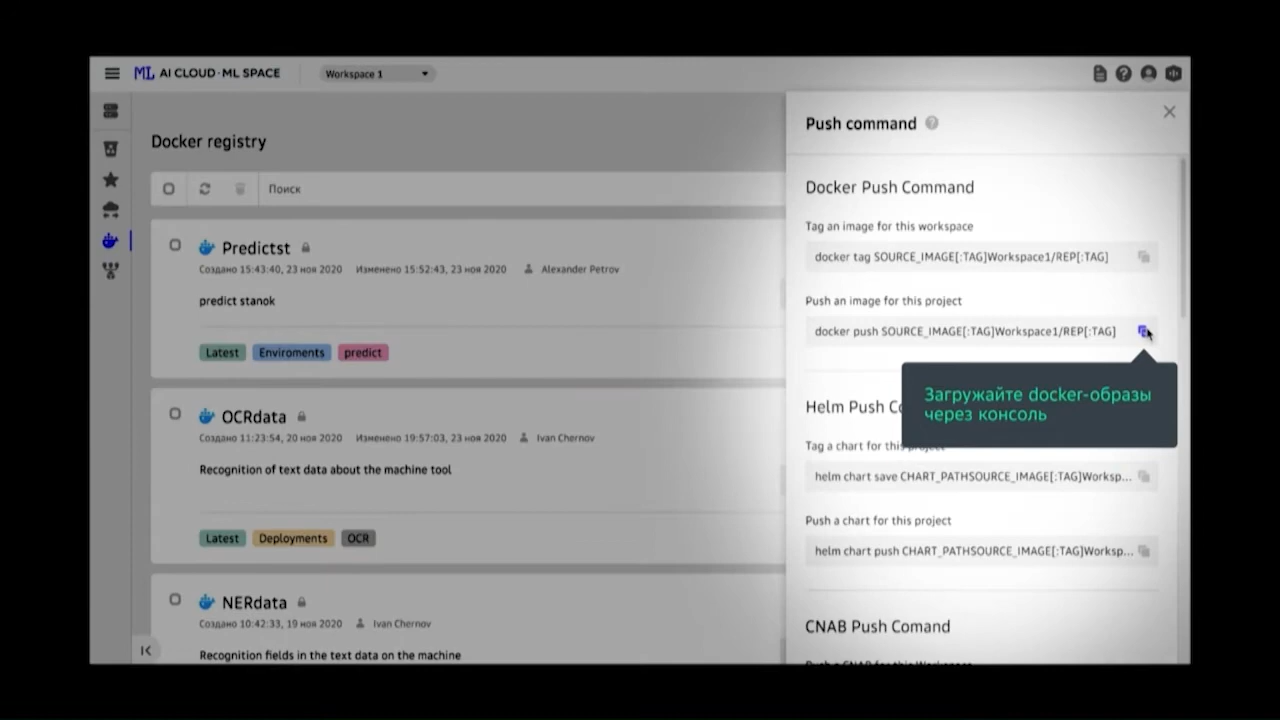 ML AI CLOUD·ML SPACE
Workspace 1
Docker registry
Поиск
Predictst
Создано 15:43:40, 23 ноя 2020 Изменено 15:52:43, 23 ноя 2020 Alexander Petrov
predict stanok
Latest Enviroments predict
OCRdata
Создано 11:23:54, 20 ноя 2020 Изменено 19:57:03, 23 ноя 2020 Ivan Chernov
Recognition of text data about the machine tool
Latest Deployments OCR
NERdata
Создано 10:42:33, 19 ноя 2020 Ivan Chernov
Recognition fields in the text data on the machine
Push command ?
Docker Push Command
Tag an image for this workspace
docker tag SOURCE_IMAGE[:TAG]Workspace1/REP[:TAG]
Push an image for this project
docker push SOURCE_IMAGE[:TAG]Workspace1/REP[:TAG]
Загружайте docker-образы
через консоль
Helm Push Co
Tag a chart for this project
helm chart save CHART_PATHSOURCE_IMAGE[:TAG]Worksp...
Push a chart for this project
helm chart push CHART_PATHSOURCE_IMAGE[:TAG]Worksp...
CNAB Push Comand